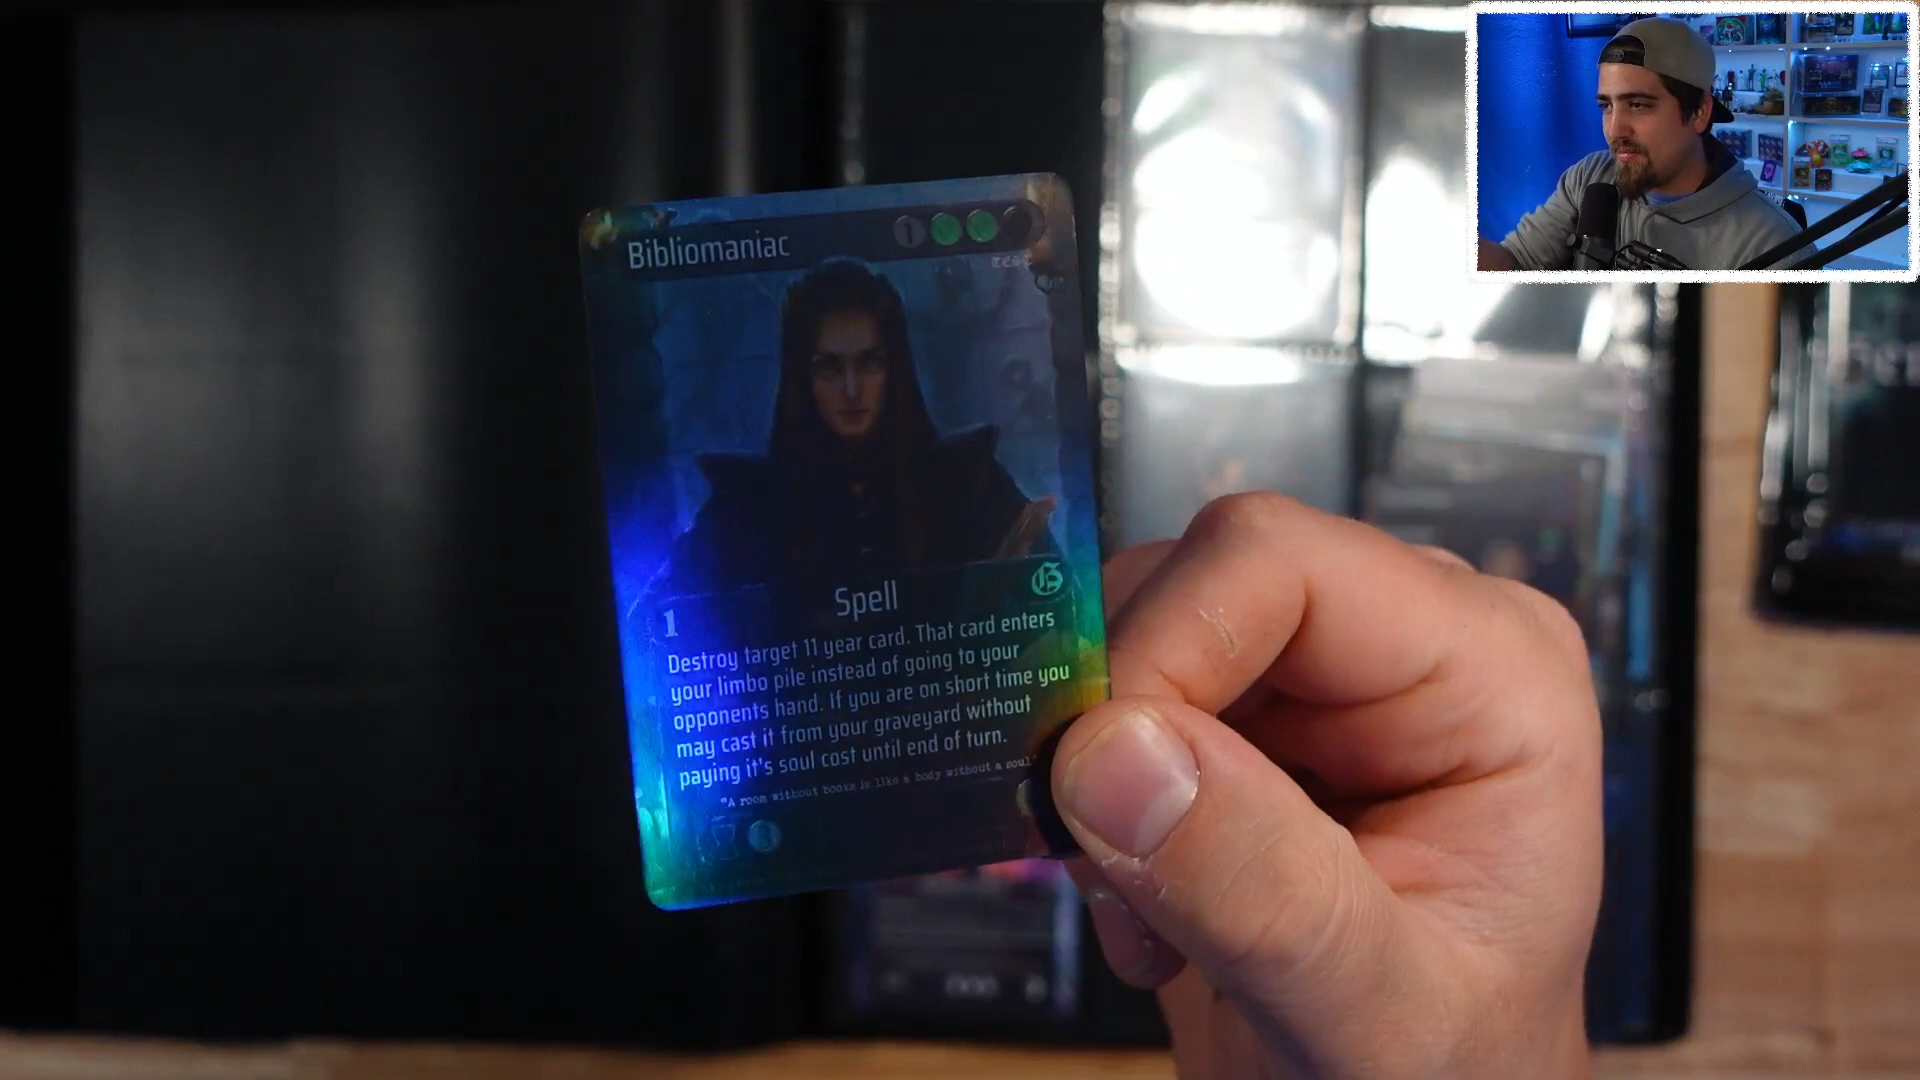 Bibliomaniac
1
TEST
Spell
1
Destroy target 11 year card. That card enters
your limbo pile instead of going to your
opponents hand. If you are on short time you
may cast it from your graveyard without
paying it's soul cost until end of turn.
"A room without books is like a body without a soul"